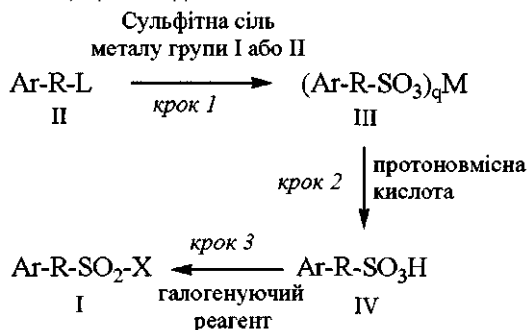 Сульфітна сіль
металу групи I або II
Ar-R-L
крок 1
(Ar-R-SO3)qM
II
III
крок 2
протоновмісна
кислота
крок 3
Ar-R-SO2-X
Ar-R-SO3H
I
галогенуючий
реагент
IV